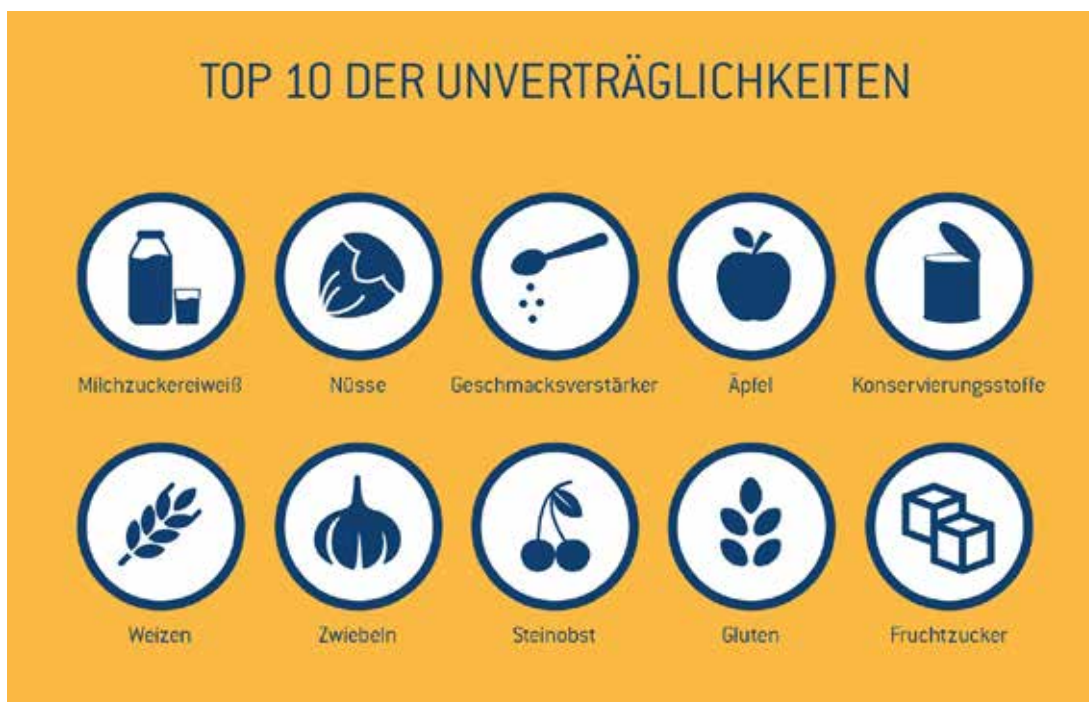 TOP 10 DER UNVERTRÄGLICHKEITEN
Milchzuckereiweiß Nüsse Geschmacksverstärker Äpfel Konservierungsstoffe
Weizen Zwiebeln Steinobst Gluten Fruchtzucker